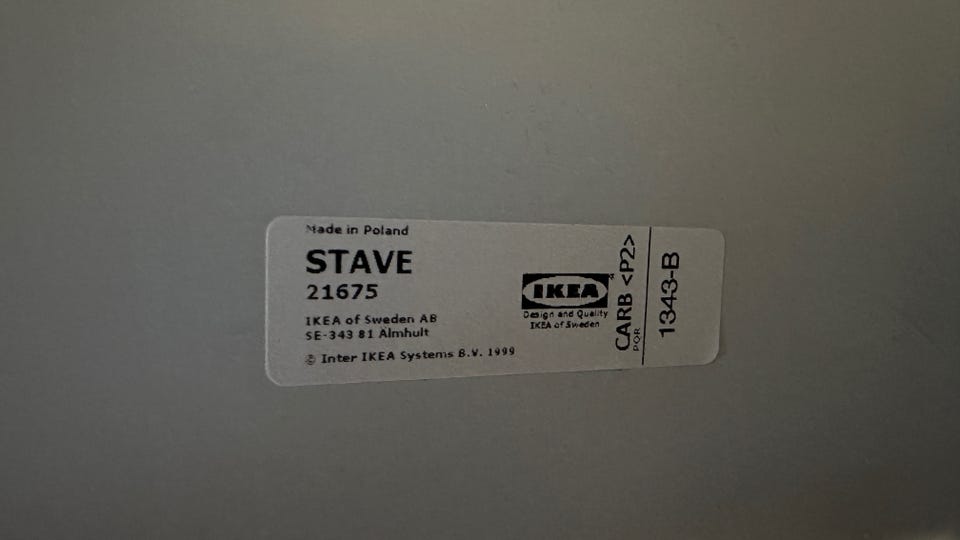 Made in Poland
STAVE
21675
IKEA of Sweden AB
SE-343 81 Älmhult
© Inter IKEA Systems B.V. 1999
IKEA
Design and Quality
IKEA of Sweden
CARB <P2>
POR
1343-B